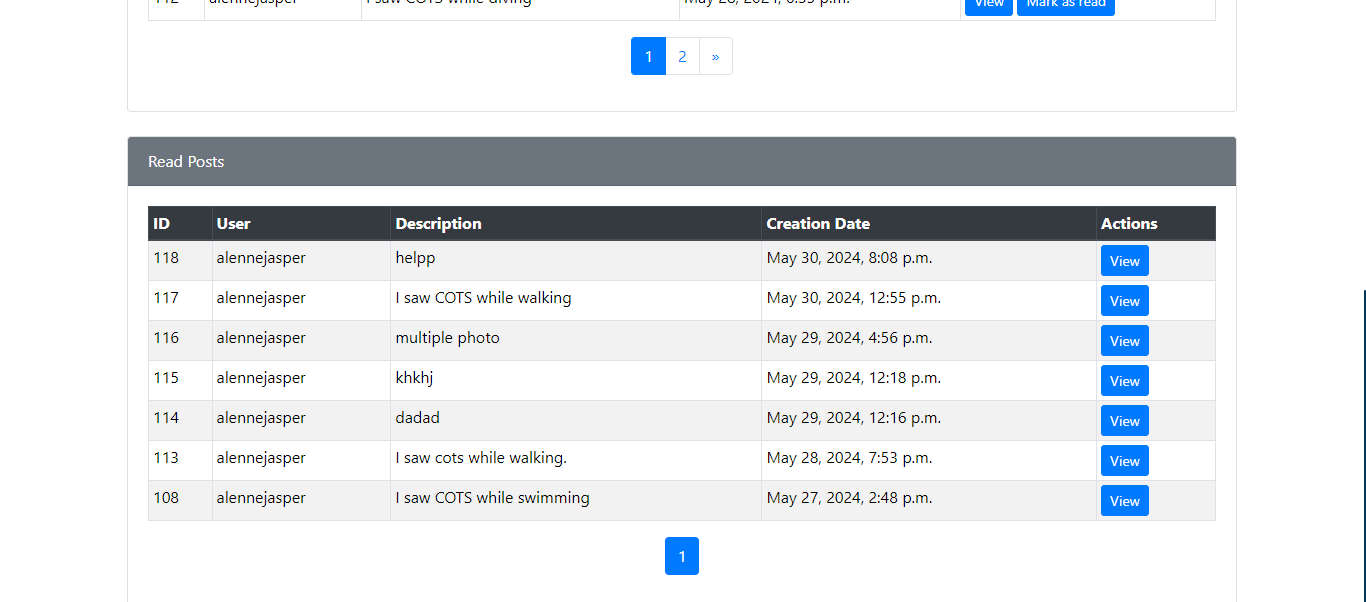 112 alennejasper I saw COTS while diving May 28, 2024, 6:59 p.m. View Mark as read
1 2 »
Read Posts
ID User Description Creation Date Actions
118 alennejasper helpp May 30, 2024, 8:08 p.m. View
117 alennejasper I saw COTS while walking May 30, 2024, 12:55 p.m. View
116 alennejasper multiple photo May 29, 2024, 4:56 p.m. View
115 alennejasper khkhj May 29, 2024, 12:18 p.m. View
114 alennejasper dadad May 29, 2024, 12:16 p.m. View
113 alennejasper I saw cots while walking. May 28, 2024, 7:53 p.m. View
108 alennejasper I saw COTS while swimming May 27, 2024, 2:48 p.m. View
1